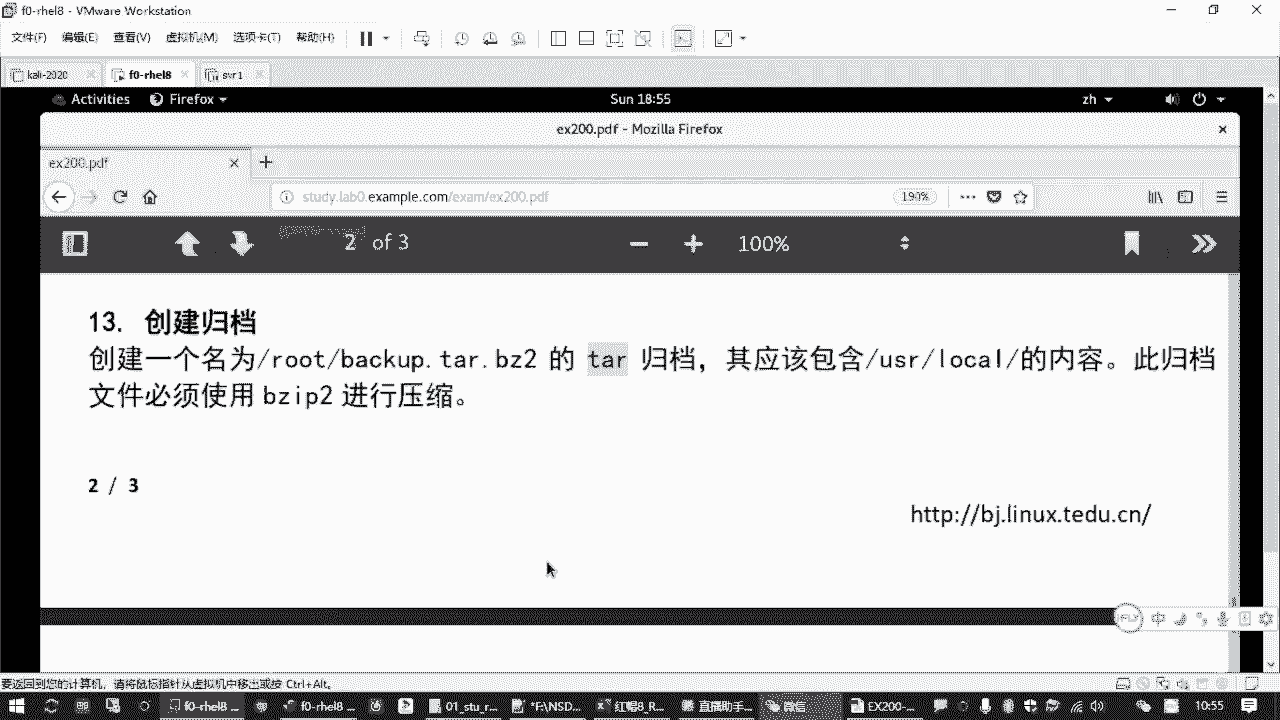 f0-rhel8 - VMware Workstation
文件(F) 编辑(E) 查看(V) 虚拟机(M) 选项卡(T) 帮助(H)
kali-2020 f0-rhel8 svr1
Activities Firefox Sun 18:55 zh
ex200.pdf - Mozilla Firefox
ex200.pdf
study.lab0.example.com/exam/ex200.pdf 190%
2 of 3 100%
13. 创建归档
创建一个名为/root/backup.tar.bz2 的 tar 归档，其应该包含/usr/local/的内容。此归档
文件必须使用 bzip2 进行压缩。
2 / 3
http://bj.linux.tedu.cn/
中
要返回到您的计算机，请将鼠标指针从虚拟机中移出或按 Ctrl+Alt。
f0-rhel8 ... f0-rhel8 ... 01_stu_r... *F:\NSD... 红帽8_R... 直播助手... 微信 EX200-... 10:55